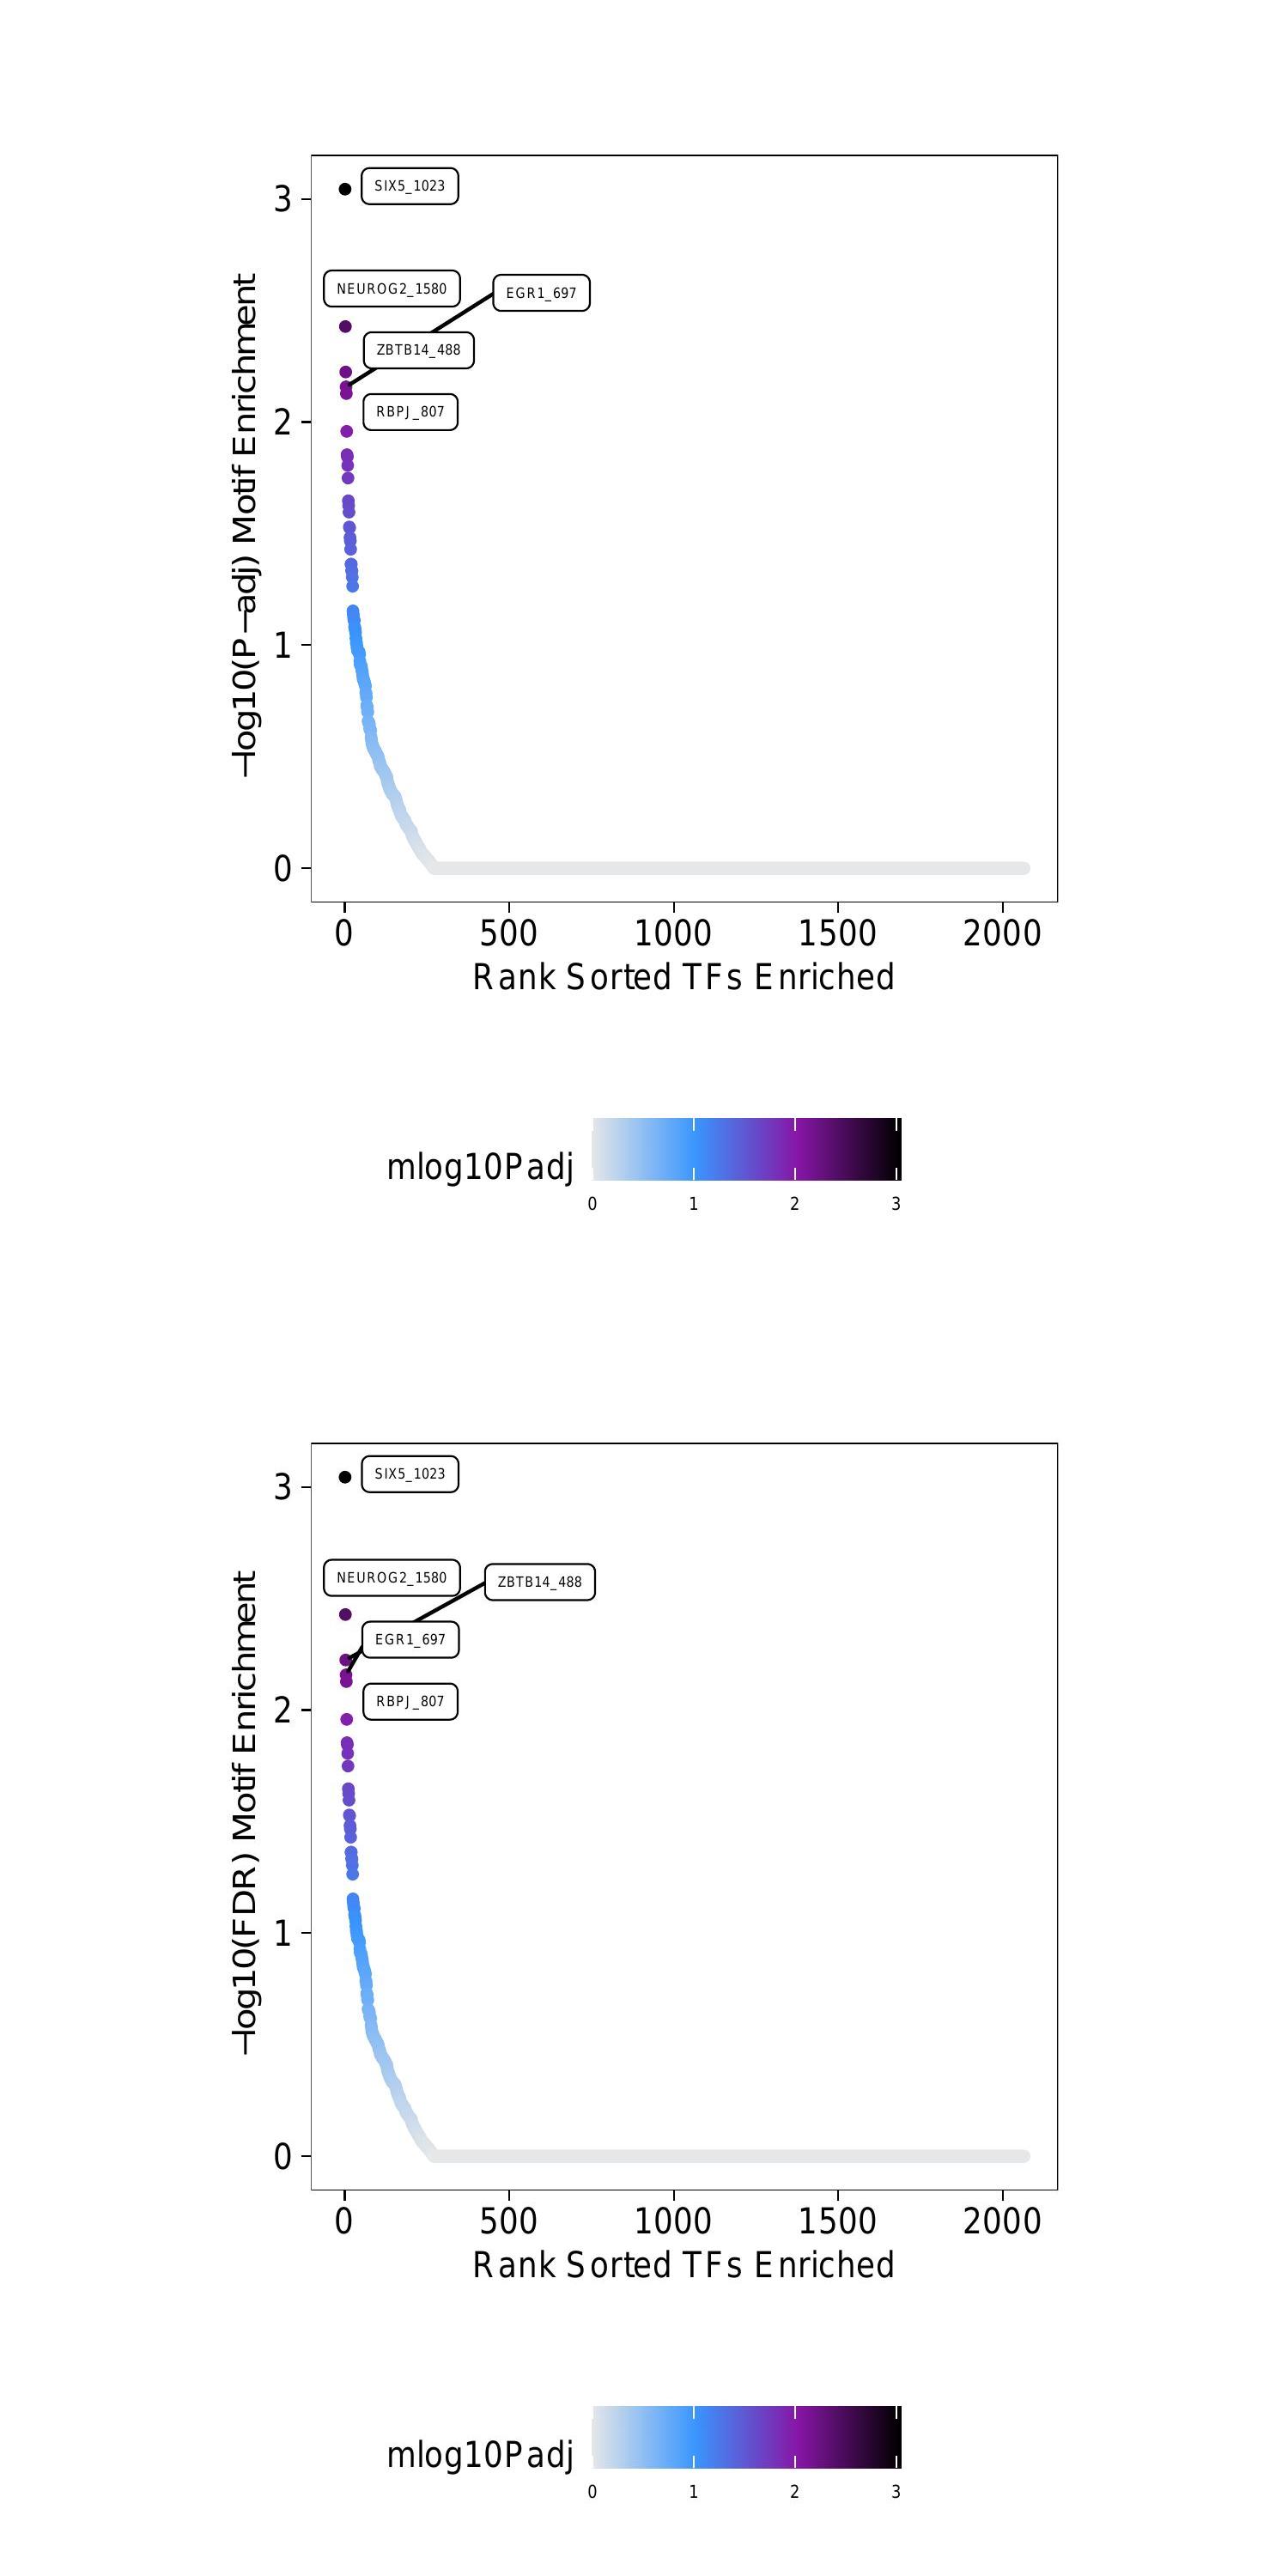 3
SIX5_1023
NEUROG2_1580
EGR1_697
ZBTB14_488
2
RBPJ_807
1
0
−log10(P−adj) Motif Enrichment
0 500 1000 1500 2000
Rank Sorted TFs Enriched
mlog10Padj
0 1 2 3
3
SIX5_1023
NEUROG2_1580
ZBTB14_488
EGR1_697
2
RBPJ_807
1
0
−log10(FDR) Motif Enrichment
0 500 1000 1500 2000
Rank Sorted TFs Enriched
mlog10Padj
0 1 2 3